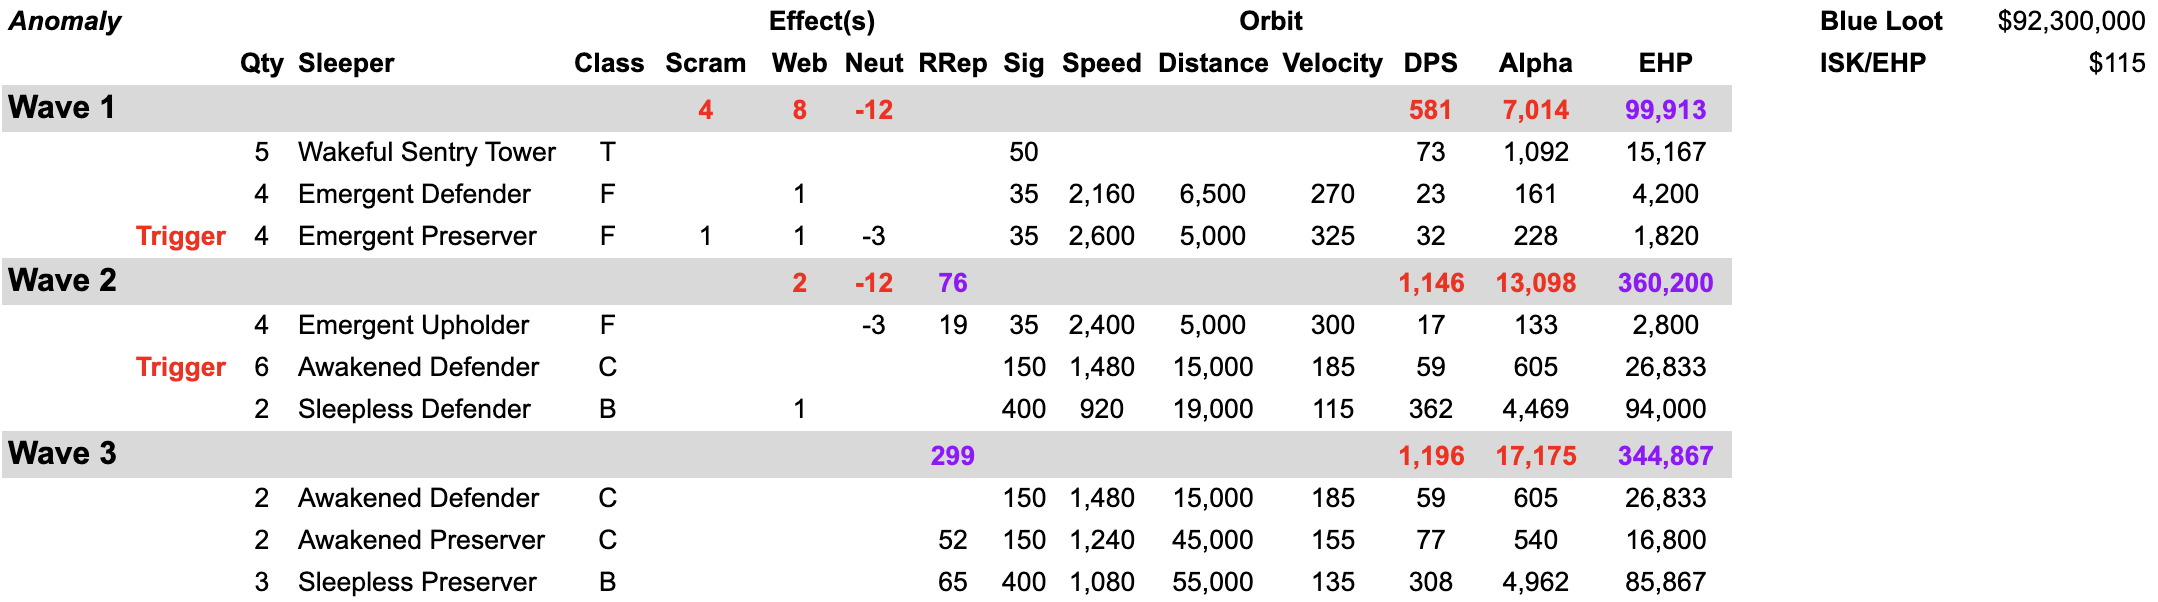 Anomaly Effect(s) Orbit Blue Loot $92,300,000
Qty Sleeper Class Scram Web Neut RRep Sig Speed Distance Velocity DPS Alpha EHP ISK/EHP $115
Wave 1 4 8 -12 581 7,014 99,913
5 Wakeful Sentry Tower T 50 73 1,092 15,167
4 Emergent Defender F 1 35 2,160 6,500 270 23 161 4,200
Trigger 4 Emergent Preserver F 1 1 -3 35 2,600 5,000 325 32 228 1,820
Wave 2 2 -12 76 1,146 13,098 360,200
4 Emergent Upholder F -3 19 35 2,400 5,000 300 17 133 2,800
Trigger 6 Awakened Defender C 150 1,480 15,000 185 59 605 26,833
2 Sleepless Defender B 1 400 920 19,000 115 362 4,469 94,000
Wave 3 299 1,196 17,175 344,867
2 Awakened Defender C 150 1,480 15,000 185 59 605 26,833
2 Awakened Preserver C 52 150 1,240 45,000 155 77 540 16,800
3 Sleepless Preserver B 65 400 1,080 55,000 135 308 4,962 85,867